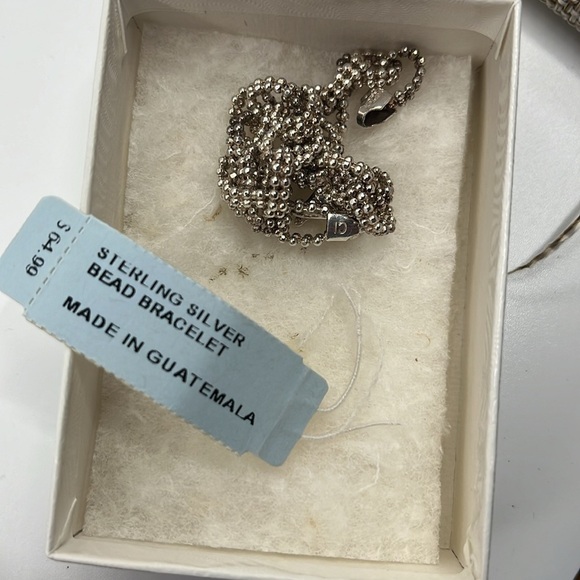 $ 64.99
STERLING SILVER
BEAD BRACELET
MADE IN GUATEMALA